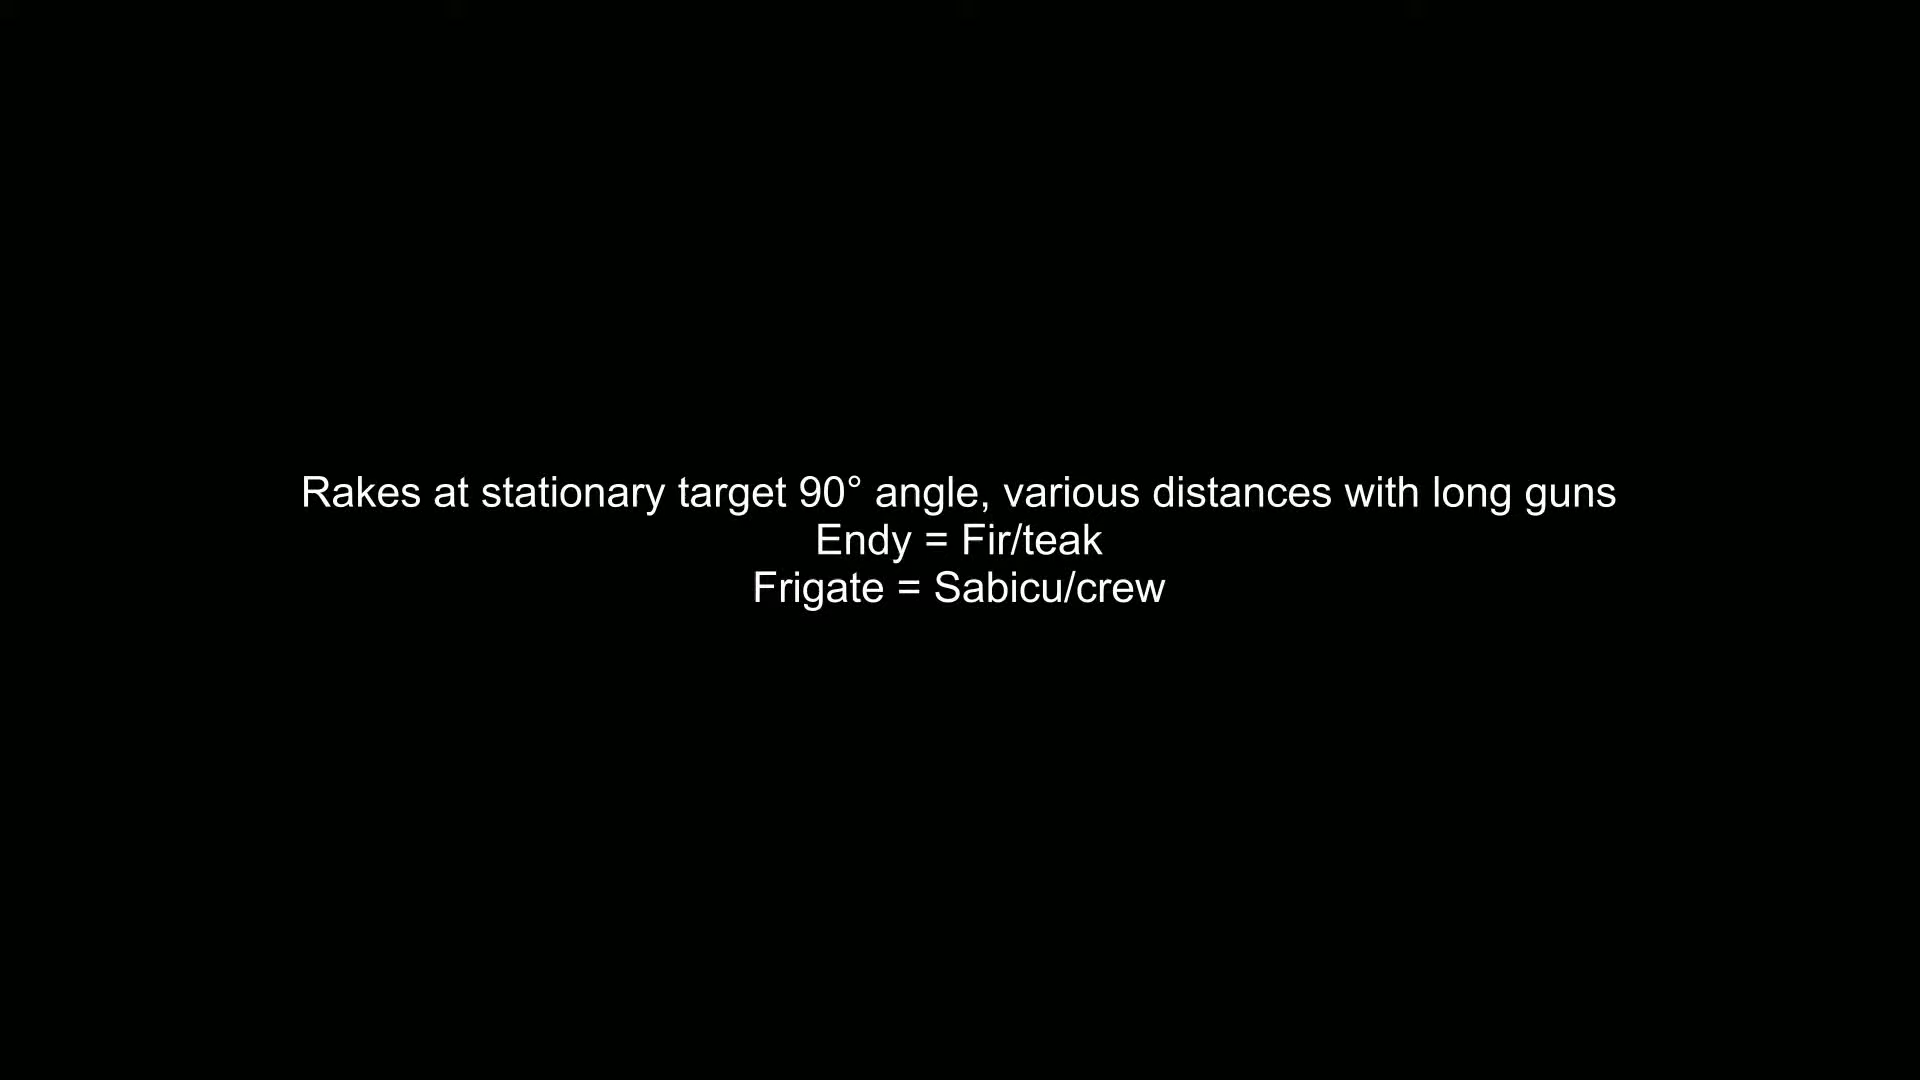 Rakes at stationary target 90° angle, various distances with long guns
Endy = Fir/teak
Frigate = Sabicu/crew